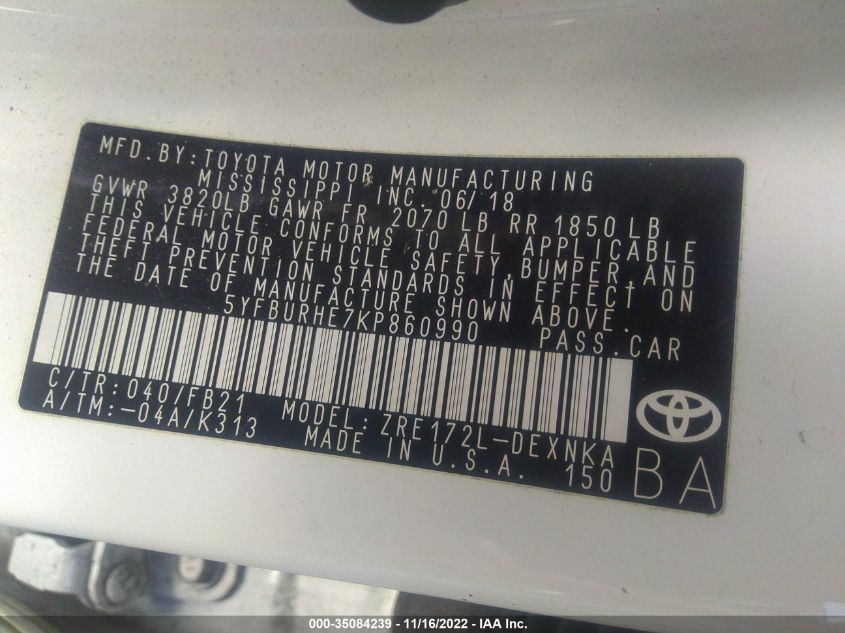 MFD.BY:TOYOTA MOTOR MANUFACTURING
MISSISSIPPI INC. 06/18
GVWR 3820LB GAWR FR 2070 LB RR 1850 LB
THIS VEHICLE CONFORMS TO ALL APPLICABLE
FEDERAL MOTOR VEHICLE SAFETY,BUMPER,AND
THEFT PREVENTION STANDARDS IN EFFECT ON
THE DATE OF MANUFACTURE SHOWN ABOVE.
5YFBURHE7KP860990 PASS.CAR
C/TR:040/FB21 MODEL:ZRE172L-DEXNKA
A/TM:-04A/K313 MADE IN U.S.A. 150
BA
000-35084239 - 11/16/2022 - IAA Inc.